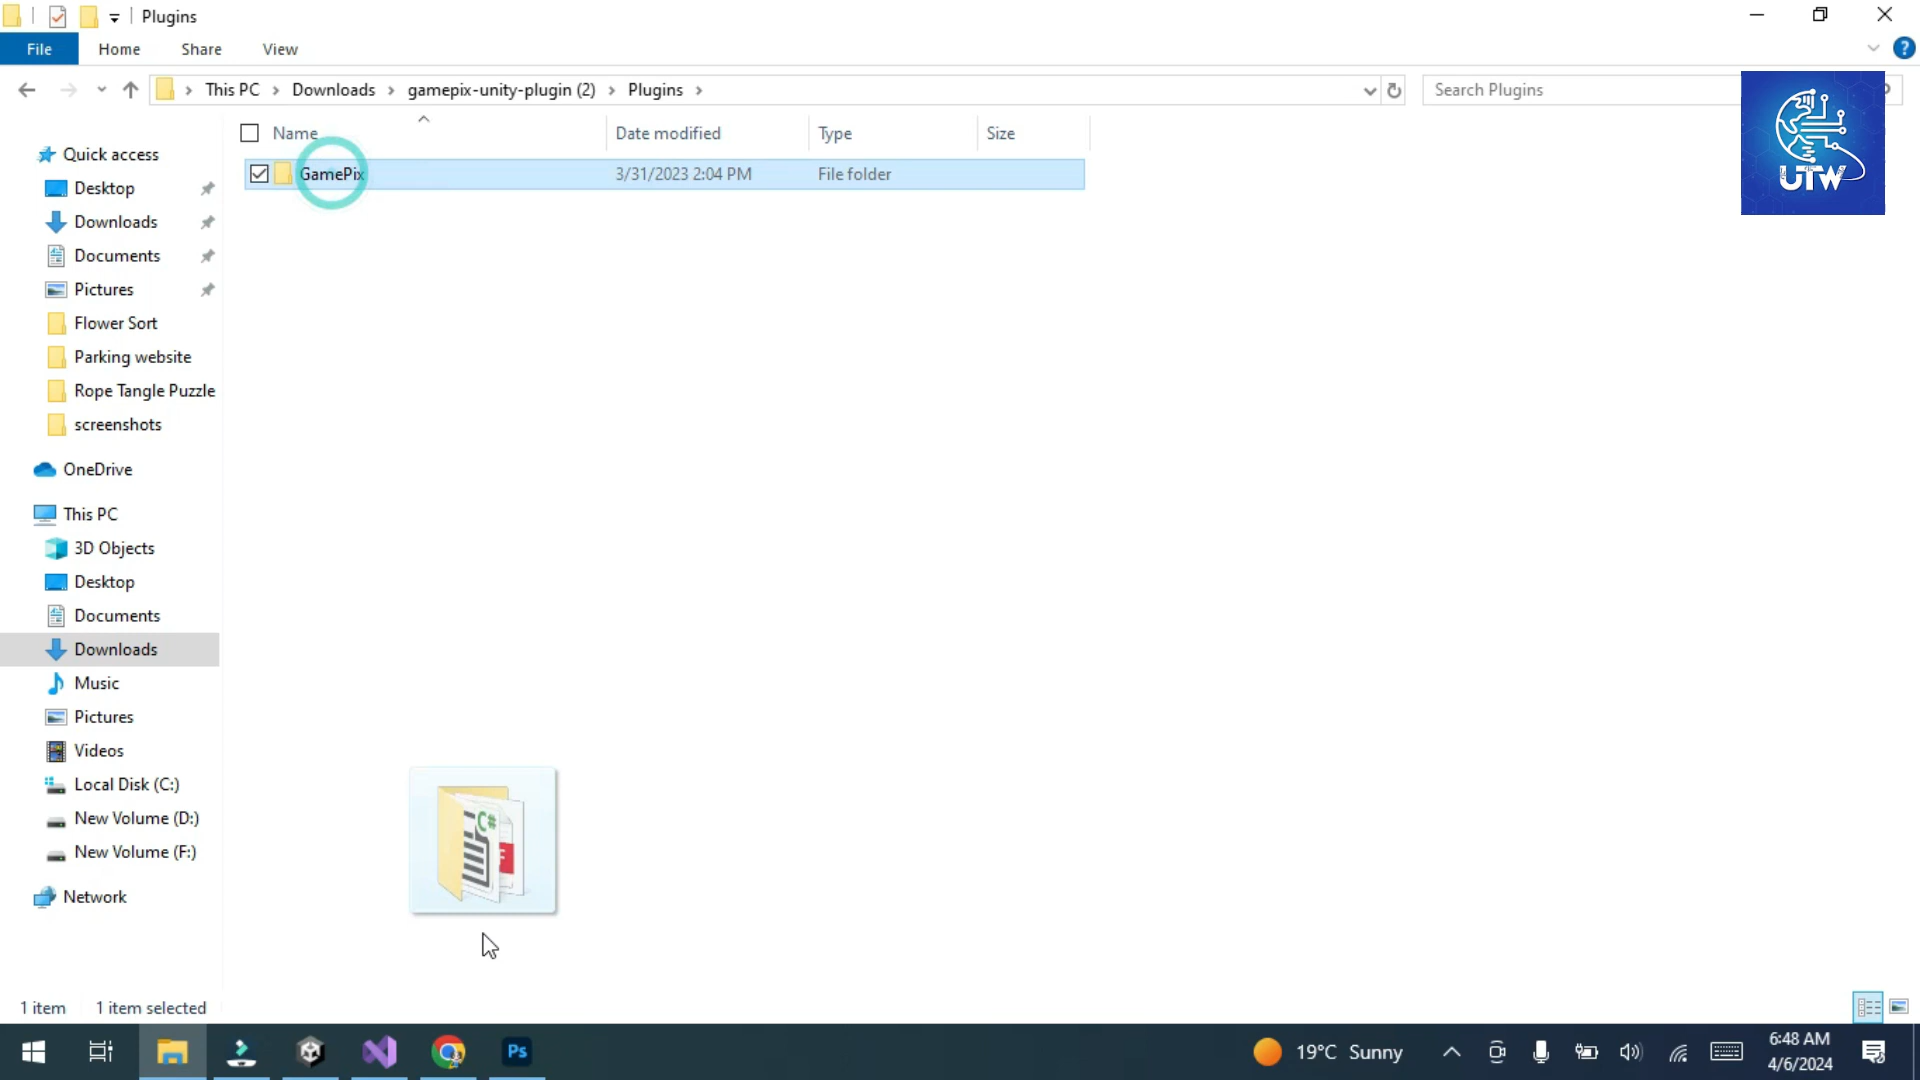 Plugins
File Home Share View
This PC Downloads gamepix-unity-plugin (2) Plugins
Search Plugins
UTW
Name Date modified Type Size
GamePix 3/31/2023 2:04 PM File folder
Quick access
Desktop
Downloads
Documents
Pictures
Flower Sort
Parking website
Rope Tangle Puzzle
screenshots
OneDrive
This PC
3D Objects
Desktop
Documents
Downloads
Music
Pictures
Videos
Local Disk (C:)
New Volume (D:)
New Volume (F:)
Network
C#
1 item 1 item selected
Ps
19°C Sunny
6:48 AM
4/6/2024